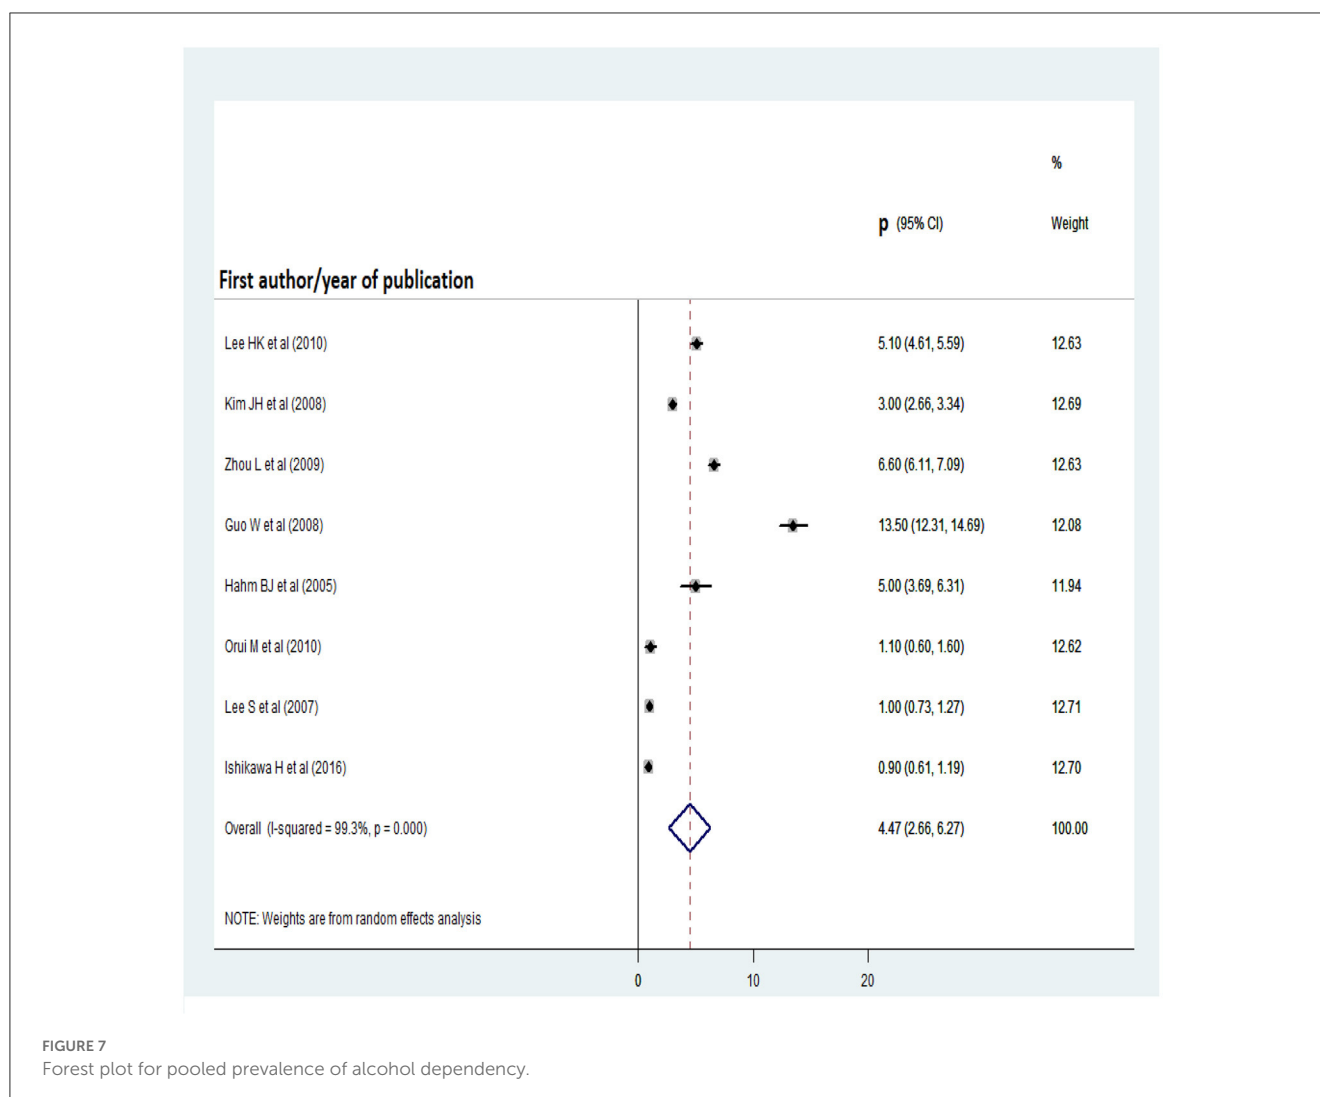 %
p (95% CI) Weight
First author/year of publication
Lee HK et al (2010) 5.10 (4.61, 5.59) 12.63
Kim JH et al (2008) 3.00 (2.66, 3.34) 12.69
Zhou L et al (2009) 6.60 (6.11, 7.09) 12.63
Guo W et al (2008) 13.50 (12.31, 14.69) 12.08
Hahm BJ et al (2005) 5.00 (3.69, 6.31) 11.94
Orui M et al (2010) 1.10 (0.60, 1.60) 12.62
Lee S et al (2007) 1.00 (0.73, 1.27) 12.71
Ishikawa H et al (2016) 0.90 (0.61, 1.19) 12.70
Overall (I-squared = 99.3%, p = 0.000) 4.47 (2.66, 6.27) 100.00
NOTE: Weights are from random effects analysis
0 10 20
FIGURE 7
Forest plot for pooled prevalence of alcohol dependency.